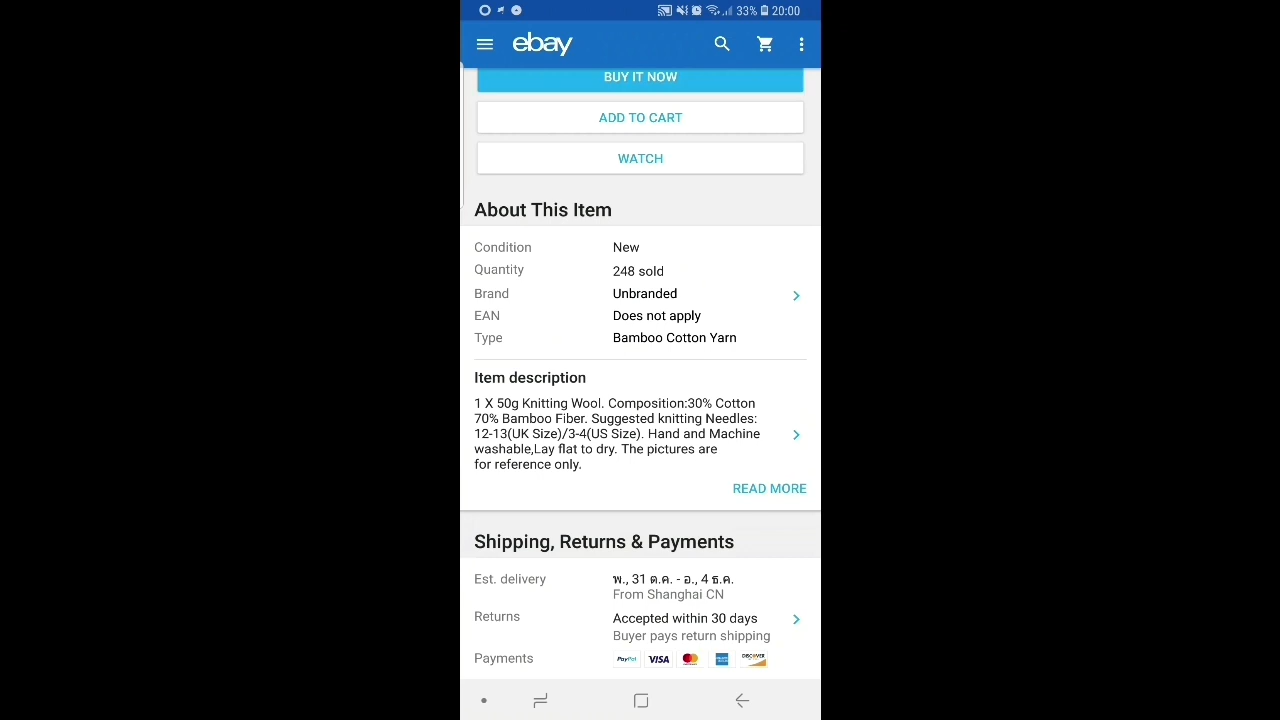 33% 20:00
ebay
BUY IT NOW
ADD TO CART
WATCH
About This Item
Condition New
Quantity 248 sold
Brand Unbranded
EAN Does not apply
Type Bamboo Cotton Yarn
Item description
1 X 50g Knitting Wool. Composition:30% Cotton
70% Bamboo Fiber. Suggested knitting Needles:
12-13(UK Size)/3-4(US Size). Hand and Machine
washable,Lay flat to dry. The pictures are
for reference only.
READ MORE
Shipping, Returns & Payments
Est. delivery พ., 31 ต.ค. - อ., 4 ธ.ค.
From Shanghai CN
Returns Accepted within 30 days
Buyer pays return shipping
Payments PayPal VISA DISCOVER